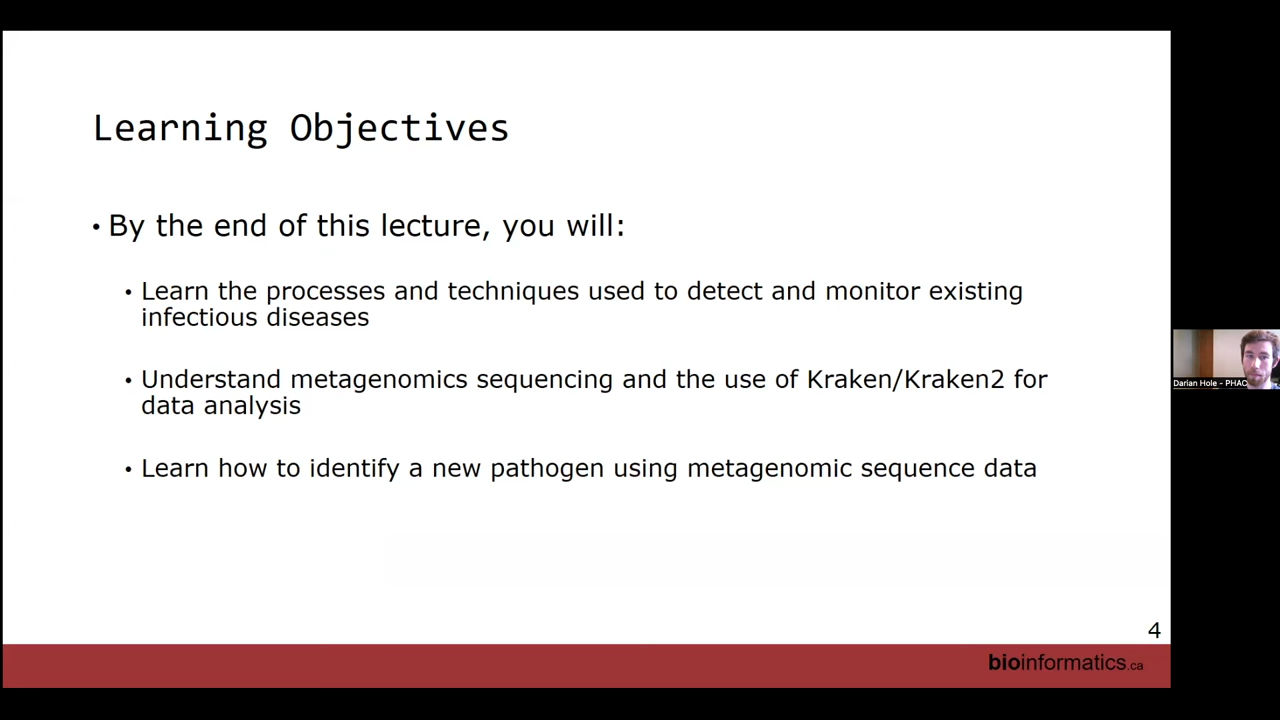 Learning Objectives
• By the end of this lecture, you will:
• Learn the processes and techniques used to detect and monitor existing
infectious diseases
• Understand metagenomics sequencing and the use of Kraken/Kraken2 for
data analysis
• Learn how to identify a new pathogen using metagenomic sequence data
Darian Hole - PHAC
4
bioinformatics.ca